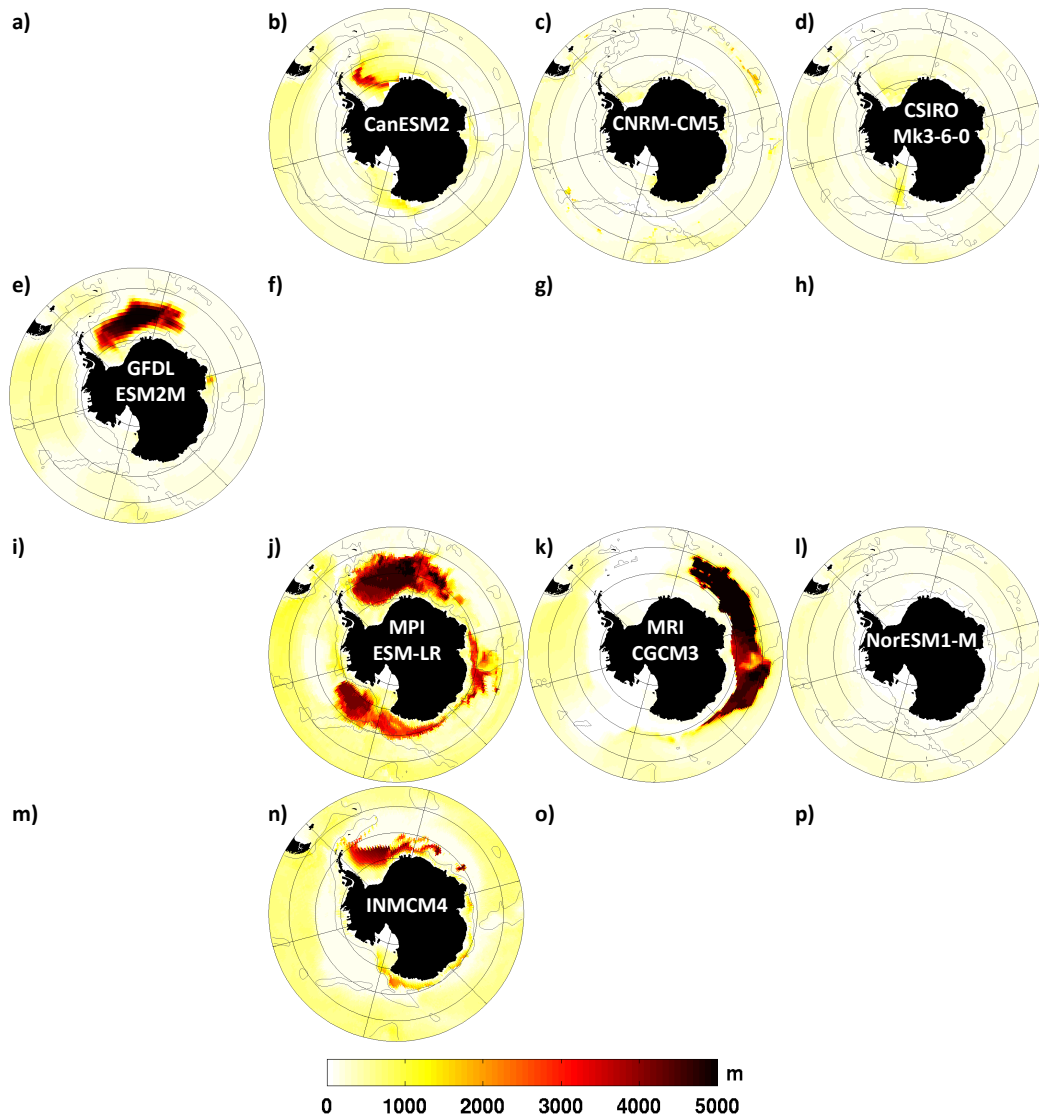 a)
b)
c)
d)
CanESM2
CNRM-CM5
CSIRO
Mk3-6-0
e)
f)
g)
h)
GFDL
ESM2M
i)
j)
k)
l)
MPI
ESM-LR
MRI
CGCM3
NorESM1-M
m)
n)
o)
p)
INMCM4
m
0 1000 2000 3000 4000 5000